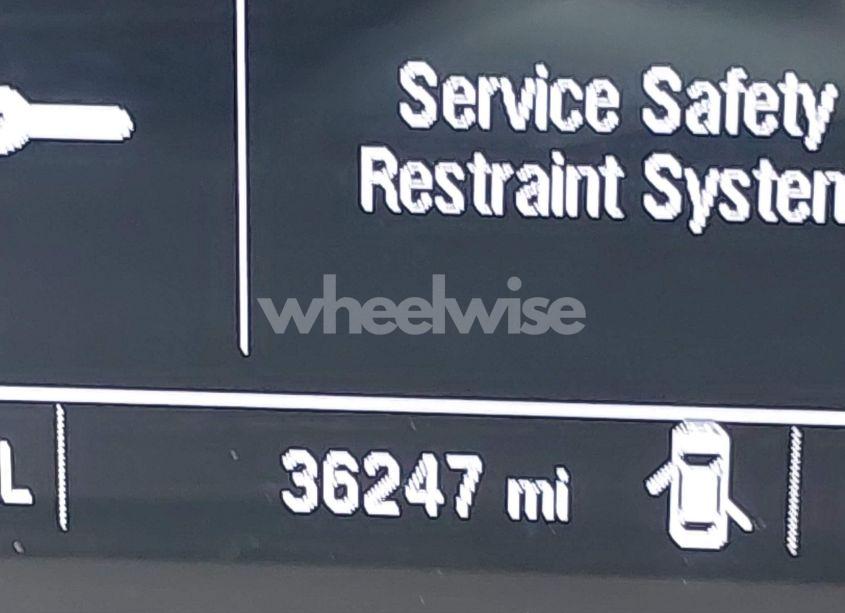 Service Safety
Restraint System
wheelwise
L
36247 mi